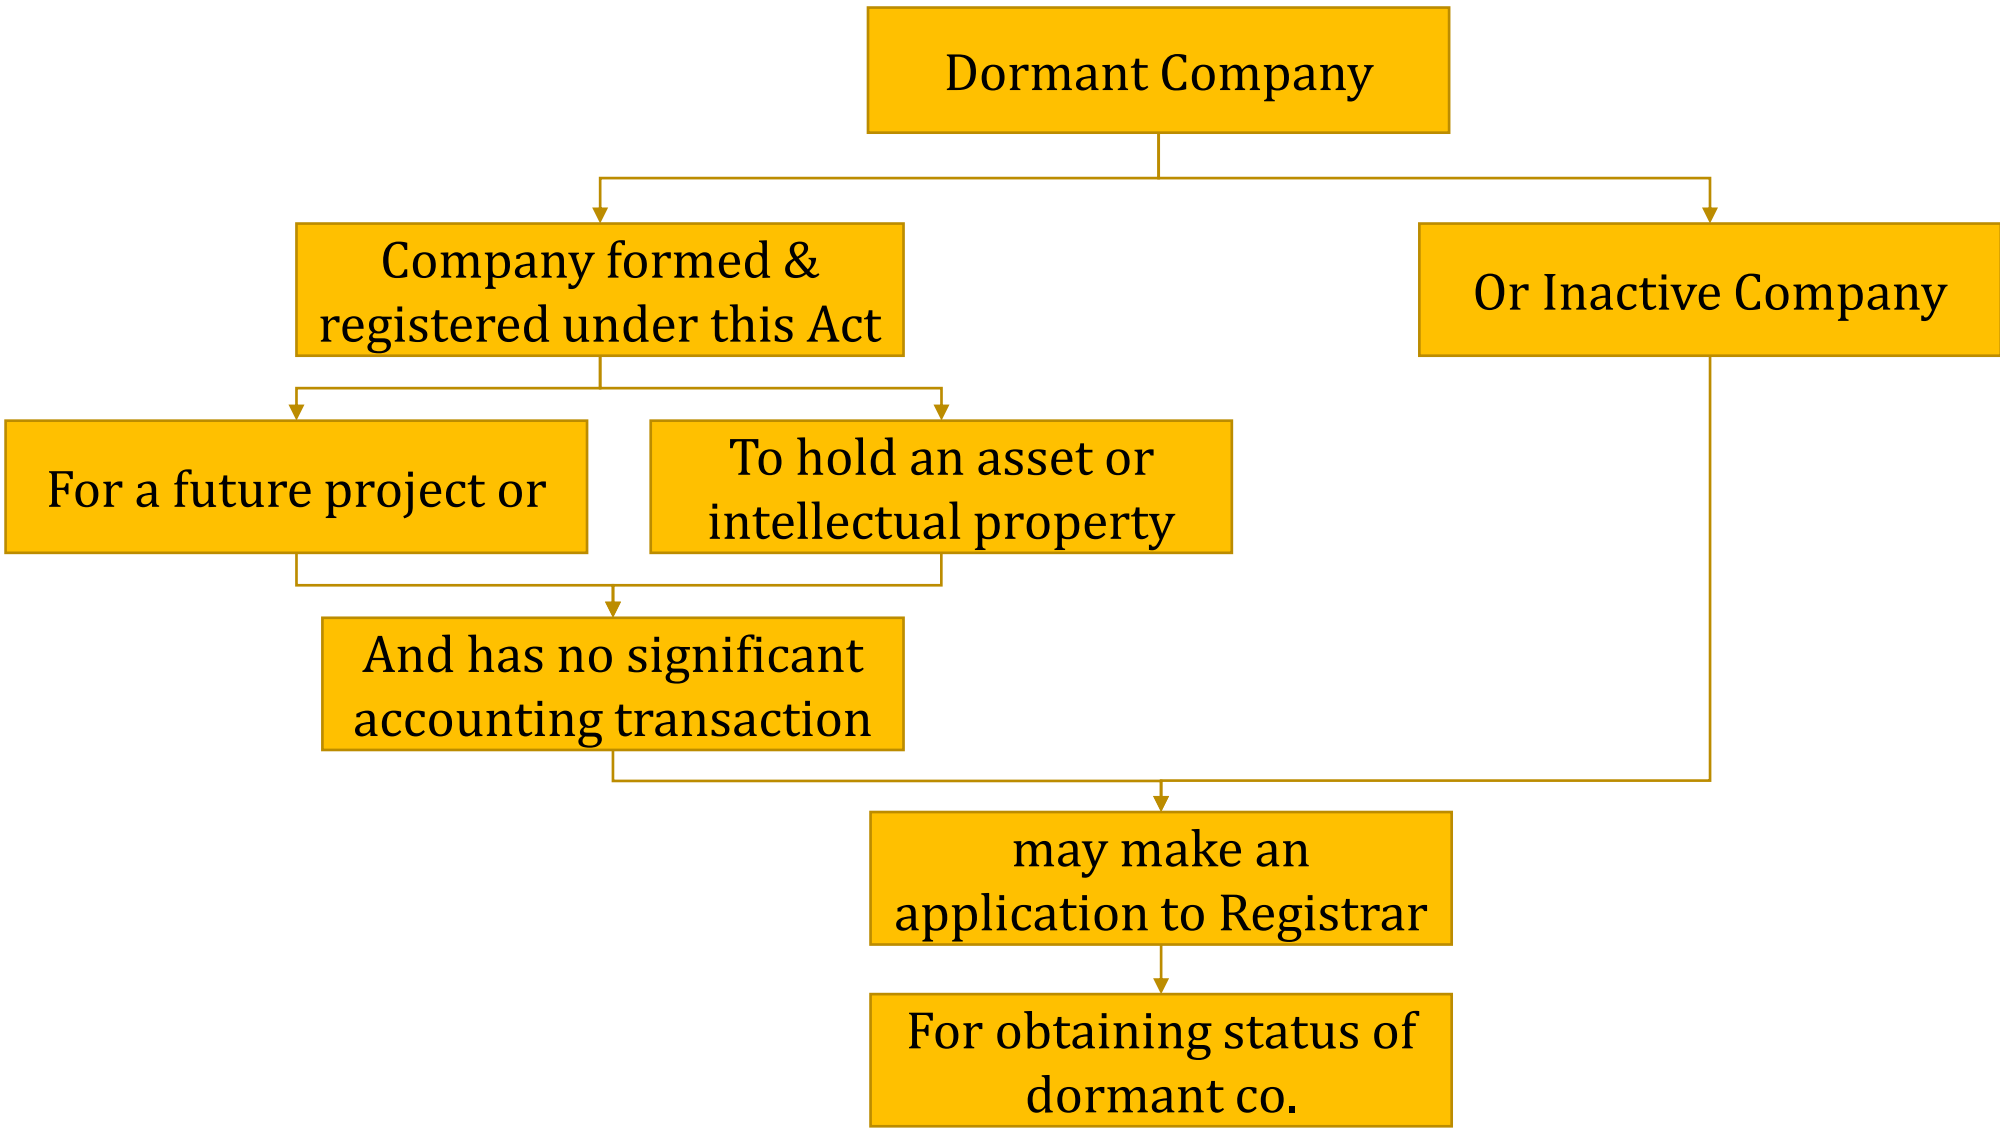 Dormant Company
Company formed &
registered under this Act
Or Inactive Company
For a future project or
To hold an asset or
intellectual property
And has no significant
accounting transaction
may make an
application to Registrar
For obtaining status of
dormant co.